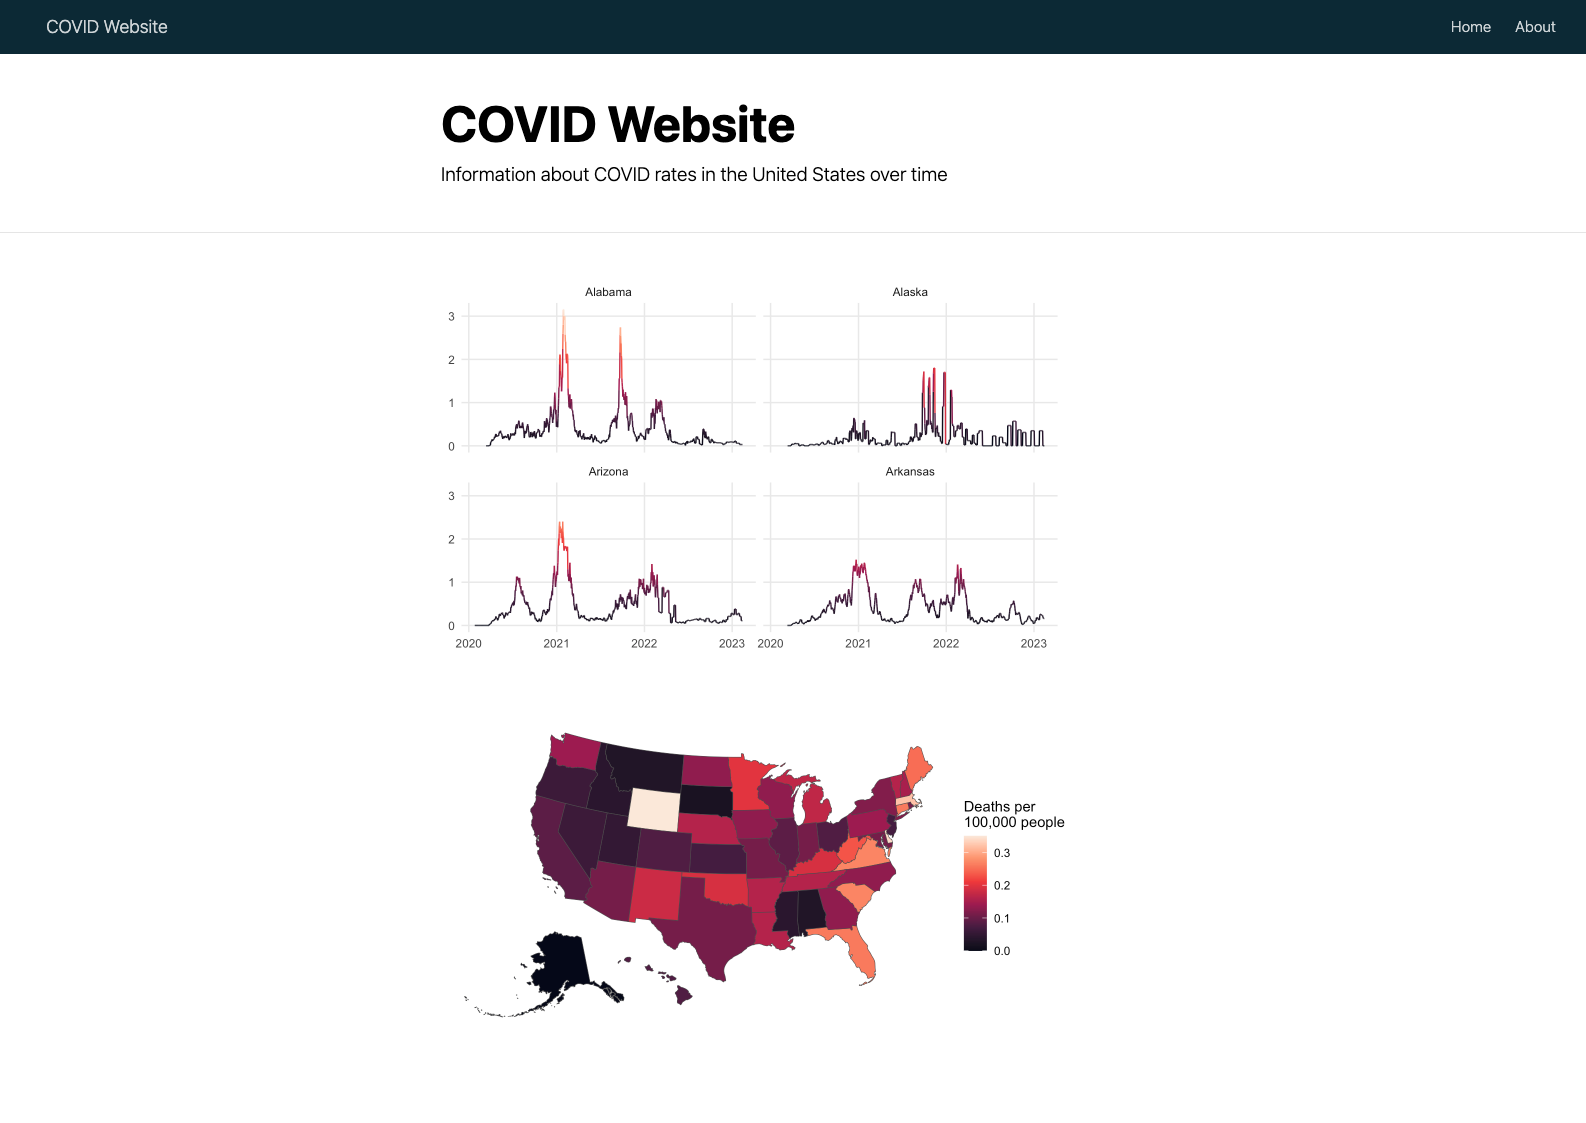 COVID Website
Home About
COVID Website
Information about COVID rates in the United States over time
Alabama Alaska
3
2
1
0
Arizona Arkansas
3
2
1
0
2020 2021 2022 2023 2020 2021 2022 2023
Deaths per
100,000 people
0.3
0.2
0.1
0.0